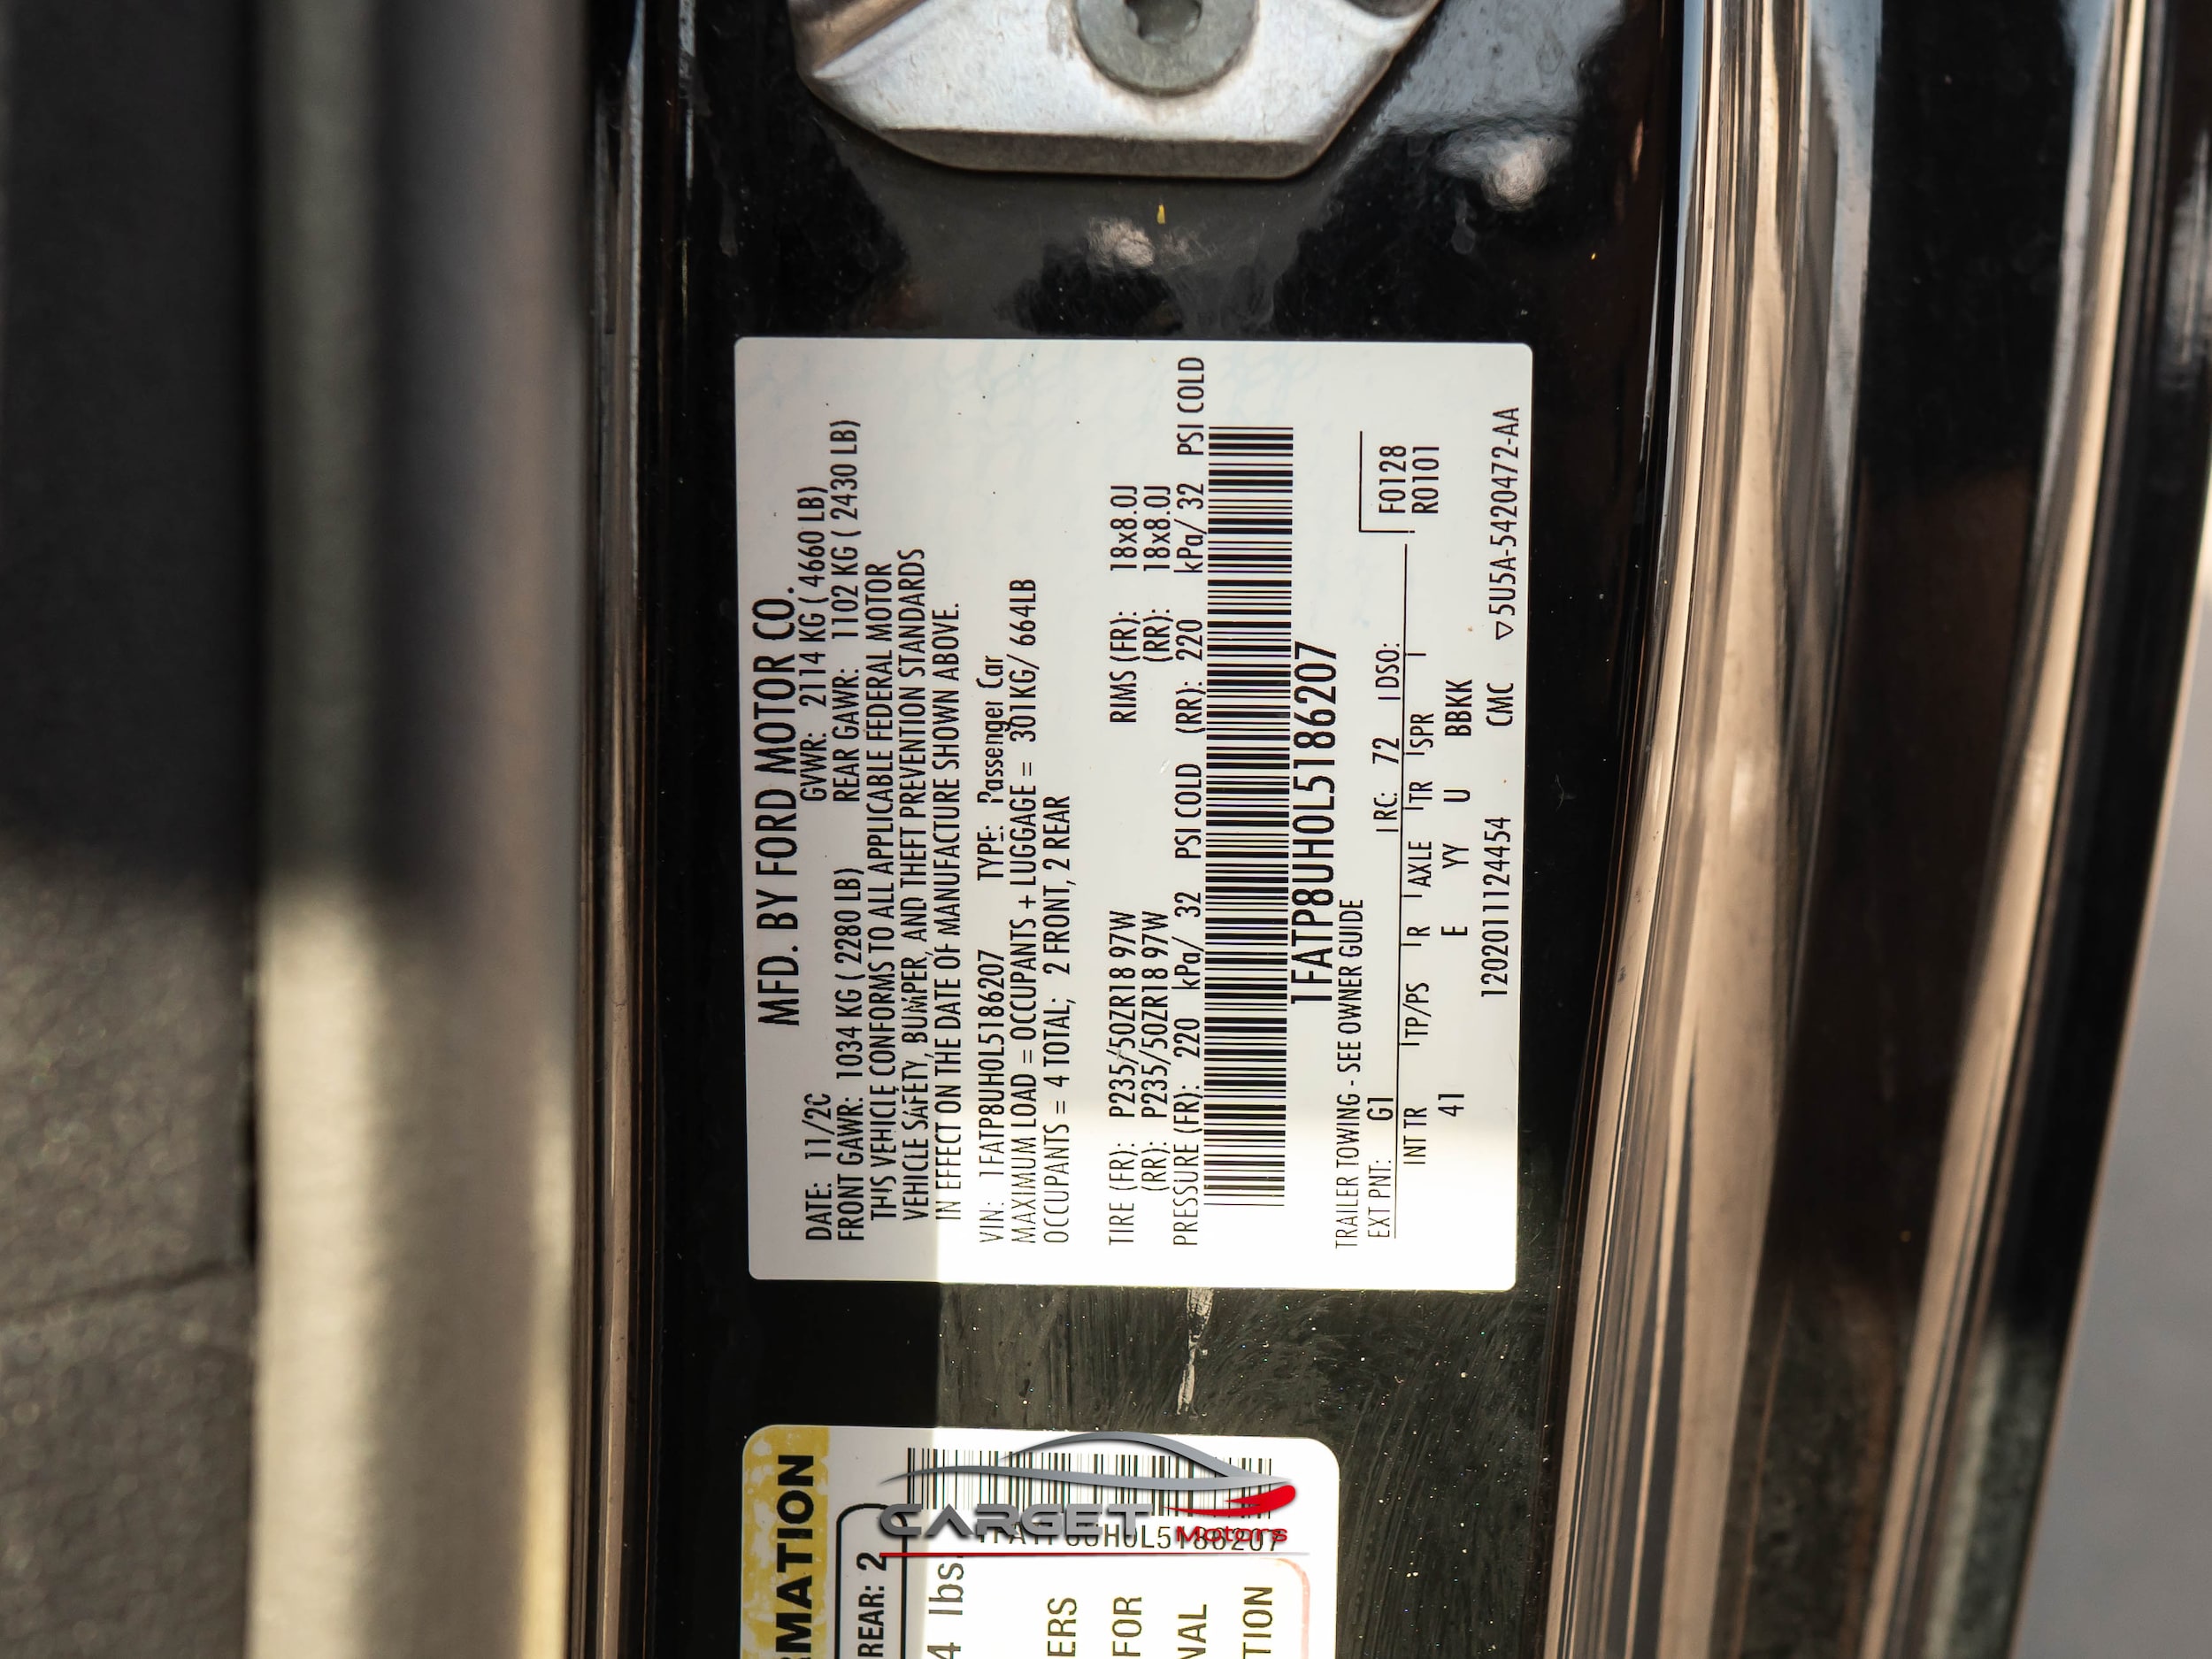 MFD. BY FORD MOTOR CO.
DATE: 11/20 GVWR: 2114 KG ( 4660 LB)
FRONT GAWR: 1034 KG ( 2280 LB) REAR GAWR: 1102 KG ( 2430 LB)
THIS VEHICLE CONFORMS TO ALL APPLICABLE FEDERAL MOTOR
VEHICLE SAFETY, BUMPER, AND THEFT PREVENTION STANDARDS
IN EFFECT ON THE DATE OF MANUFACTURE SHOWN ABOVE.
VIN: 1FATP8UH0L5186207 TYPE: Passenger Car
MAXIMUM LOAD = OCCUPANTS + LUGGAGE = 301KG/ 664LB
OCCUPANTS = 4 TOTAL; 2 FRONT, 2 REAR
TIRE (FR): P235/50ZR18 97W RIMS (FR): 18x8.0J
(RR): P235/50ZR18 97W (RR): 18x8.0J
PRESSURE (FR): 220 kPa/ 32 PSI COLD (RR): 220 kPa/ 32 PSI COLD
1FATP8UH0L5186207
TRAILER TOWING - SEE OWNER GUIDE
EXT PNT: G1 RC: 72 DSO: F0128
R0101
INT TR TP/PS R AXLE TR SPR
41 E YY U BBKK
12020111124454 CMC ▽5U5A-5420472-AA
RMATION
REAR: 2
4 lbs.
1FATP8UH0L5186207
ERS
FOR
NAL
TION
CARGET
Motors